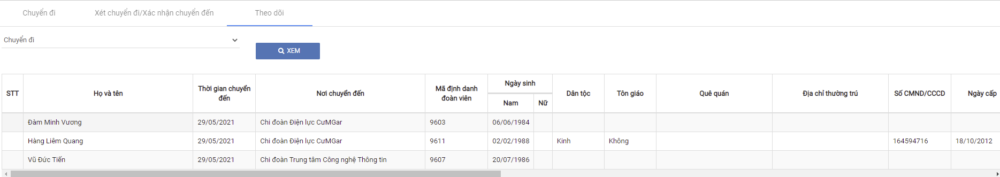 Chuyển đi Xét chuyển đi/Xác nhận chuyển đến Theo dõi
Chuyển đi
XEM
STT Họ và tên Thời gian chuyển đến Nơi chuyển đến Mã định danh đoàn viên Ngày sinh Nam Nữ Dân tộc Tôn giáo Quê quán Địa chỉ thường trú Số CMND/CCCD Ngày cấp
Đàm Minh Vương 29/05/2021 Chi đoàn Điện lực CưMGar 9603 06/06/1984
Hàng Liêm Quang 29/05/2021 Chi đoàn Điện lực CưMGar 9611 02/02/1988 Kinh Không 164594716 18/10/2012
Vũ Đức Tiến 29/05/2021 Chi đoàn Trung tâm Công nghệ Thông tin 9607 20/07/1986